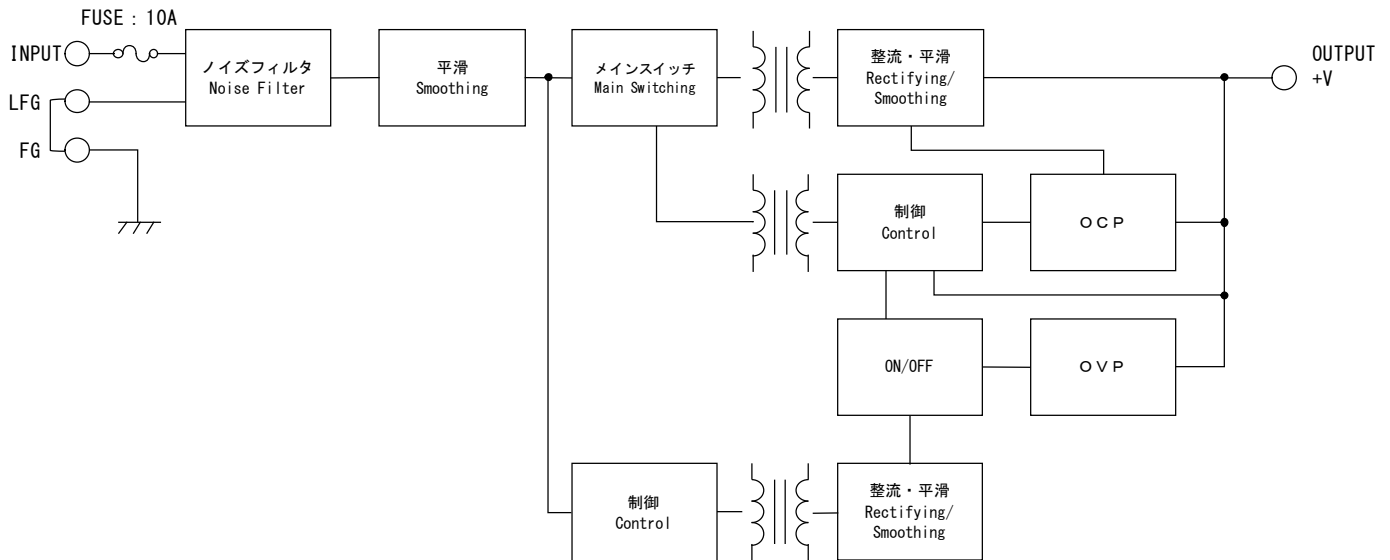 FUSE : 10A
INPUT
LFG
FG
ノイズフィルタ
Noise Filter
平滑
Smoothing
メインスイッチ
Main Switching
整流・平滑
Rectifying/
Smoothing
OUTPUT
+V
制御
Control
ＯＣＰ
ON/OFF
ＯＶＰ
制御
Control
整流・平滑
Rectifying/
Smoothing